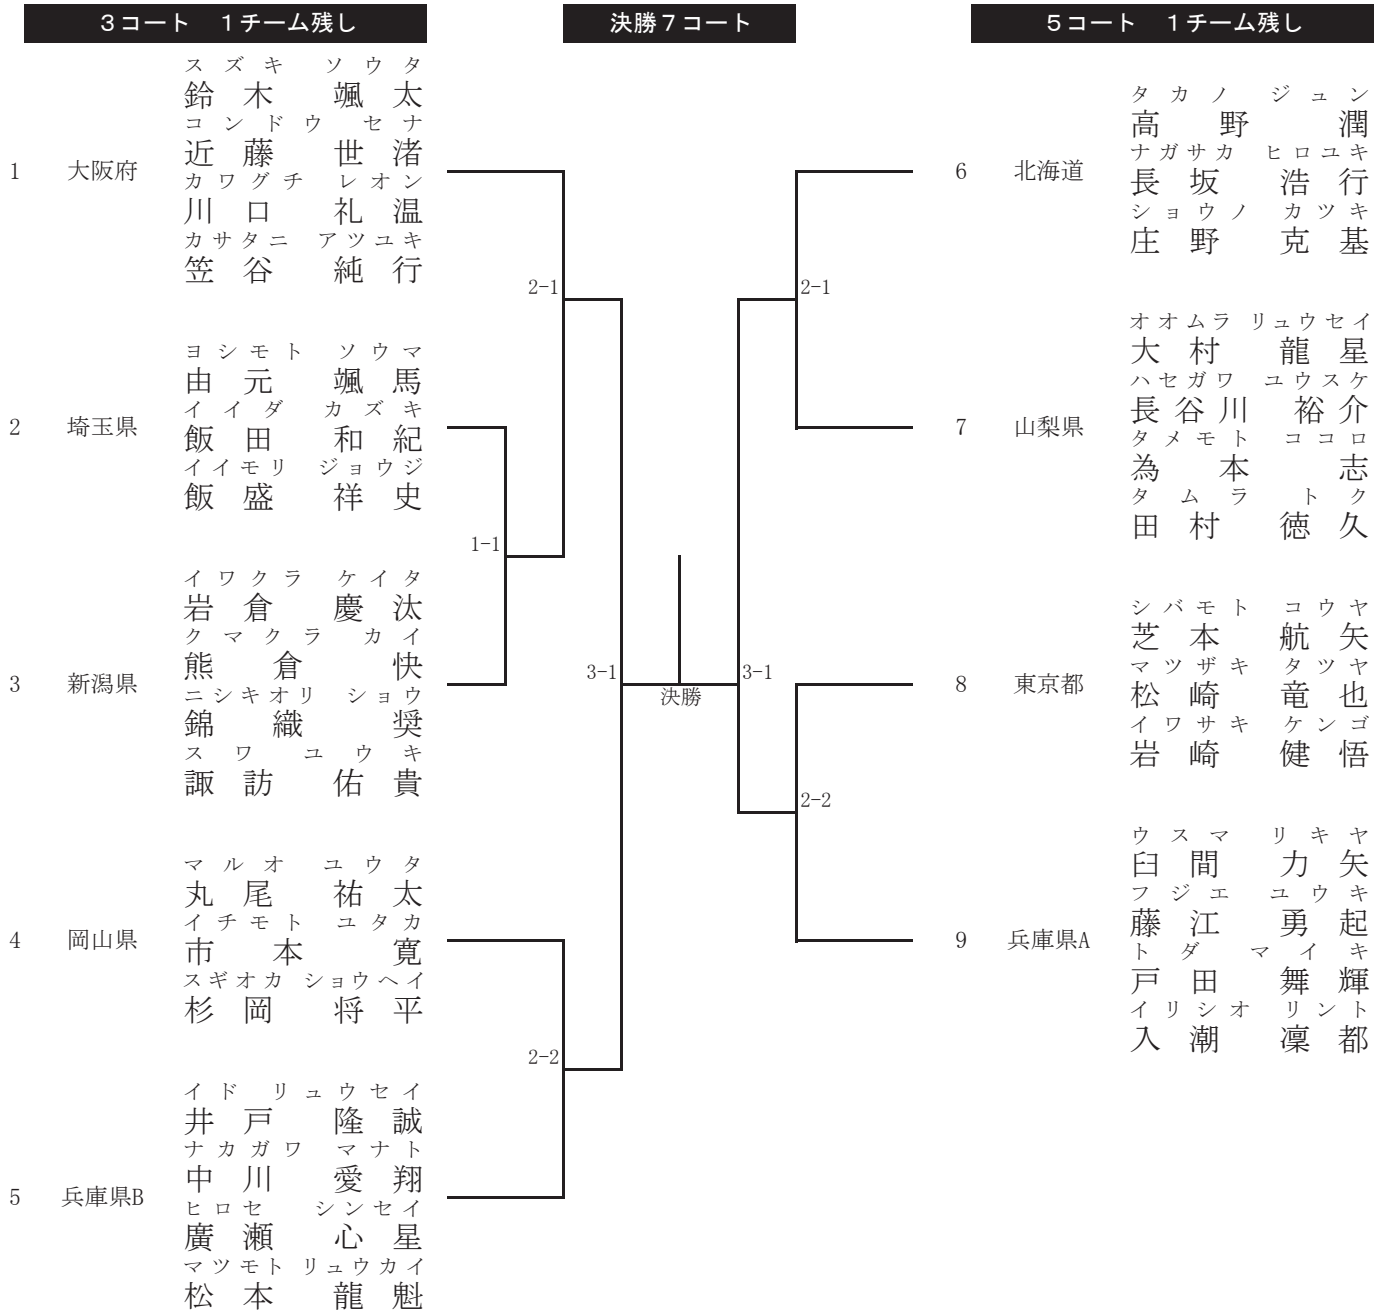 ３コート　１チーム残し
決勝７コート
５コート　１チーム残し
スズキ　ソウタ
鈴木　颯太
コンドウ　セナ
近藤　世渚
1　大阪府
カワグチ　レオン
川口　礼温
カサタニ　アツユキ
笠谷　純行
ヨシモト　ソウマ
由元　颯馬
イイダ　カズキ
2　埼玉県
飯田　和紀
イイモリ　ジョウジ
飯盛　祥史
イワクラ　ケイタ
岩倉　慶汰
クマクラ　カイ
熊倉　快
3　新潟県
ニシキオリ　ショウ
錦織　奨
スワ　ユウキ
諏訪　佑貴
マルオ　ユウタ
丸尾　祐太
イチモト　ユタカ
4　岡山県
市本　寛
スギオカ　ショウヘイ
杉岡　将平
イド　リュウセイ
井戸　隆誠
ナカガワ　マナト
中川　愛翔
5　兵庫県B
ヒロセ　シンセイ
廣瀬　心星
マツモト　リュウカイ
松本　龍魁
2-1
1-1
3-1
2-2
決勝
2-1
3-1
2-2
タカノ　ジュン
高野　潤
ナガサカ　ヒロユキ
6　北海道
長坂　浩行
ショウノ　カツキ
庄野　克基
オオムラ　リュウセイ
大村　龍星
ハセガワ　ユウスケ
長谷川　裕介
7　山梨県
タメモト　ココロ
為本　志
タムラ　トク
田村　徳久
シバモト　コウヤ
芝本　航矢
マツザキ　タツヤ
8　東京都
松崎　竜也
イワサキ　ケンゴ
岩崎　健悟
ウスマ　リキヤ
臼間　力矢
フジエ　ユウキ
藤江　勇起
9　兵庫県A
トダ　マイキ
戸田　舞輝
イリシオ　リント
入潮　凜都